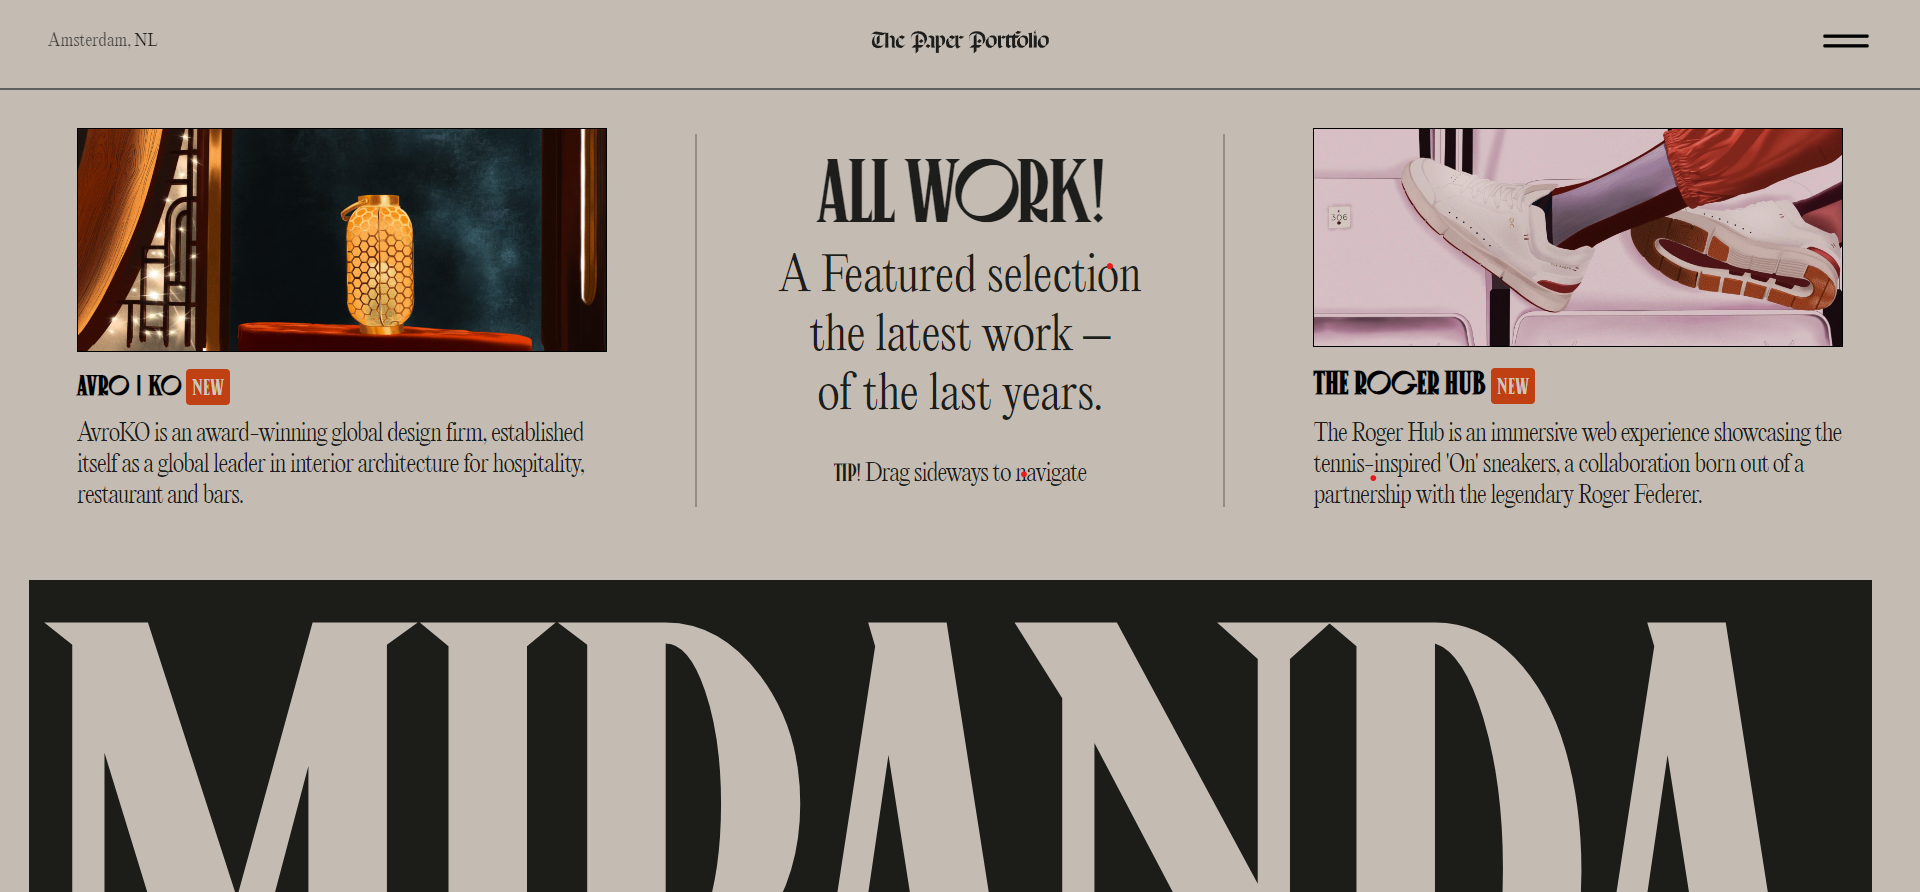 Amsterdam, NL
The Paper Portfolio
306
AVRO | KO NEW
AvroKO is an award-winning global design firm, established
itself as a global leader in interior architecture for hospitality,
restaurant and bars.
ALL WORK!
A Featured selection
the latest work –
of the last years.
TIP! Drag sideways to navigate
THE ROGER HUB NEW
The Roger Hub is an immersive web experience showcasing the
tennis-inspired 'On' sneakers, a collaboration born out of a
partnership with the legendary Roger Federer.
MIRANDA